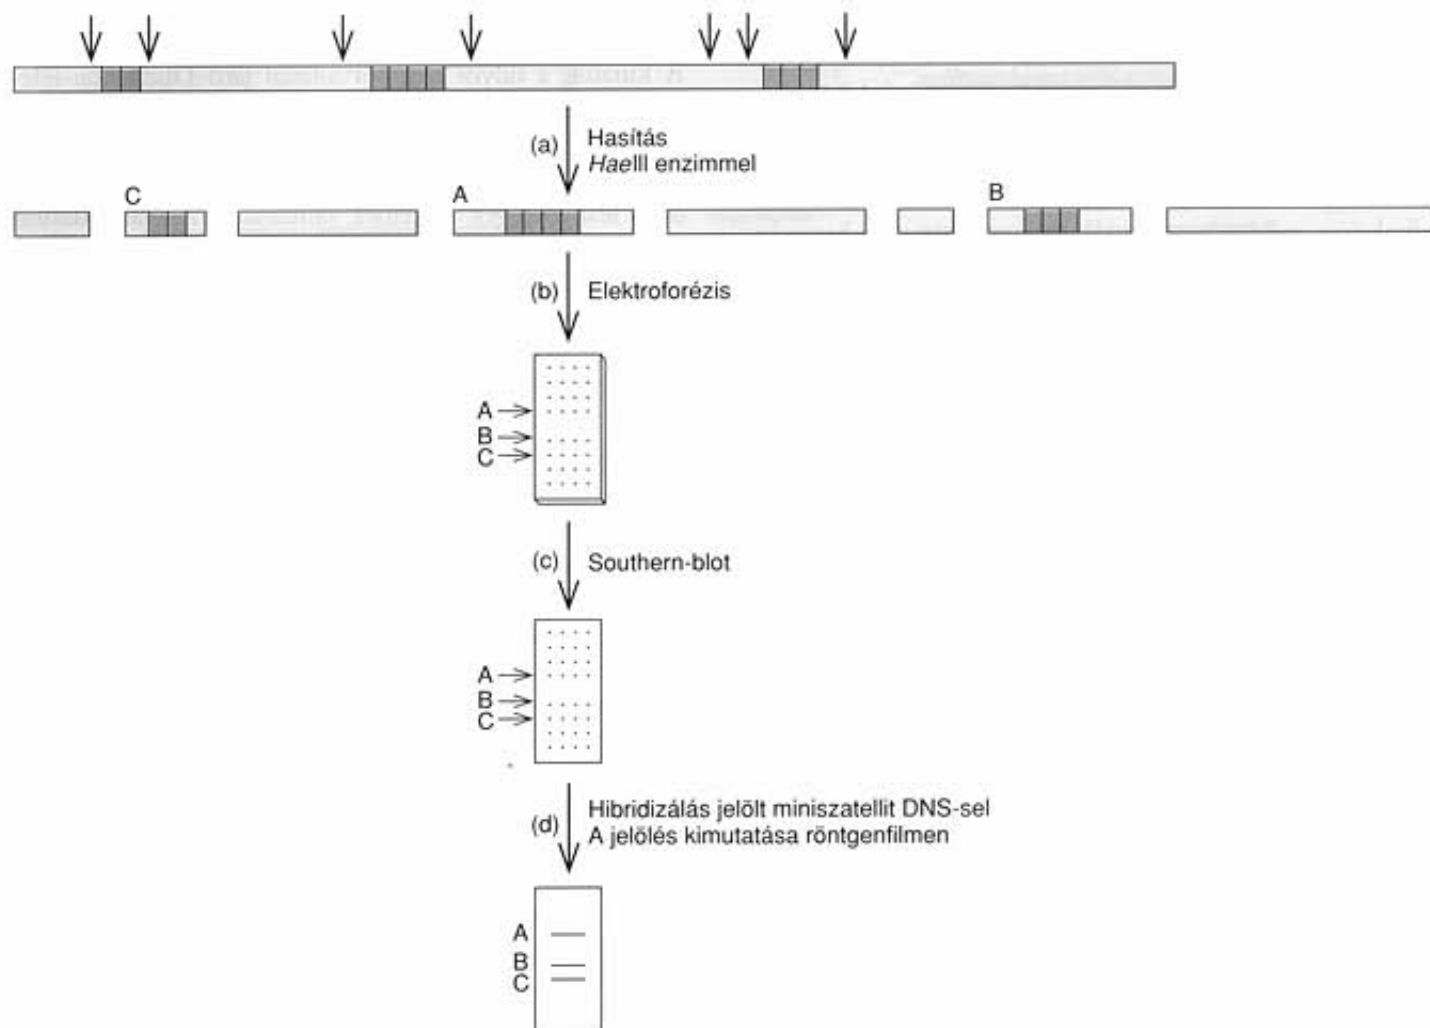 (a)
Hasítás
HaeIII enzimmel
C
A
B
(b)
Elektroforézis
A
B
C
(c)
Southern-blot
A
B
C
(d)
Hibridizálás jelölt miniszatellit DNS-sel
A jelölés kimutatása röntgenfilmen
A
B
C